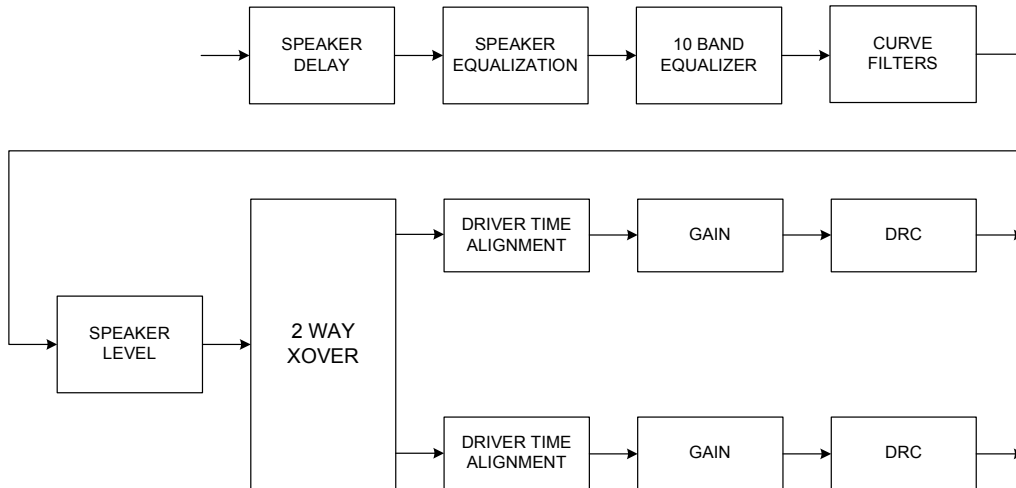 SPEAKER
DELAY
SPEAKER
EQUALIZATION
10 BAND
EQUALIZER
CURVE
FILTERS
SPEAKER
LEVEL
2 WAY
XOVER
DRIVER TIME
ALIGNMENT
GAIN
DRC
DRIVER TIME
ALIGNMENT
GAIN
DRC